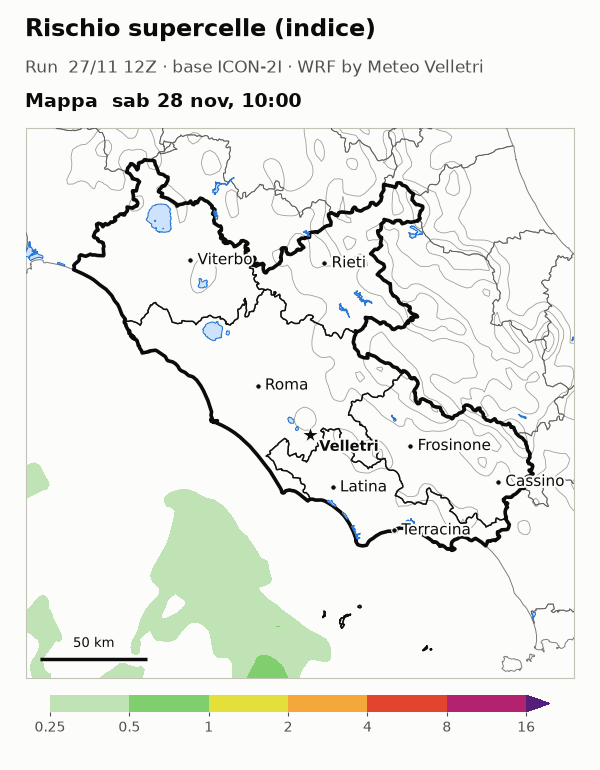 Rischio supercelle (indice)
Run  27/11 12Z · base ICON-2I · WRF by Meteo Velletri
Mappa  sab 28 nov, 10:00
Viterbo
Rieti
Roma
Velletri
Frosinone
Cassino
Latina
Terracina
50 km
0.25 0.5 1 2 4 8 16